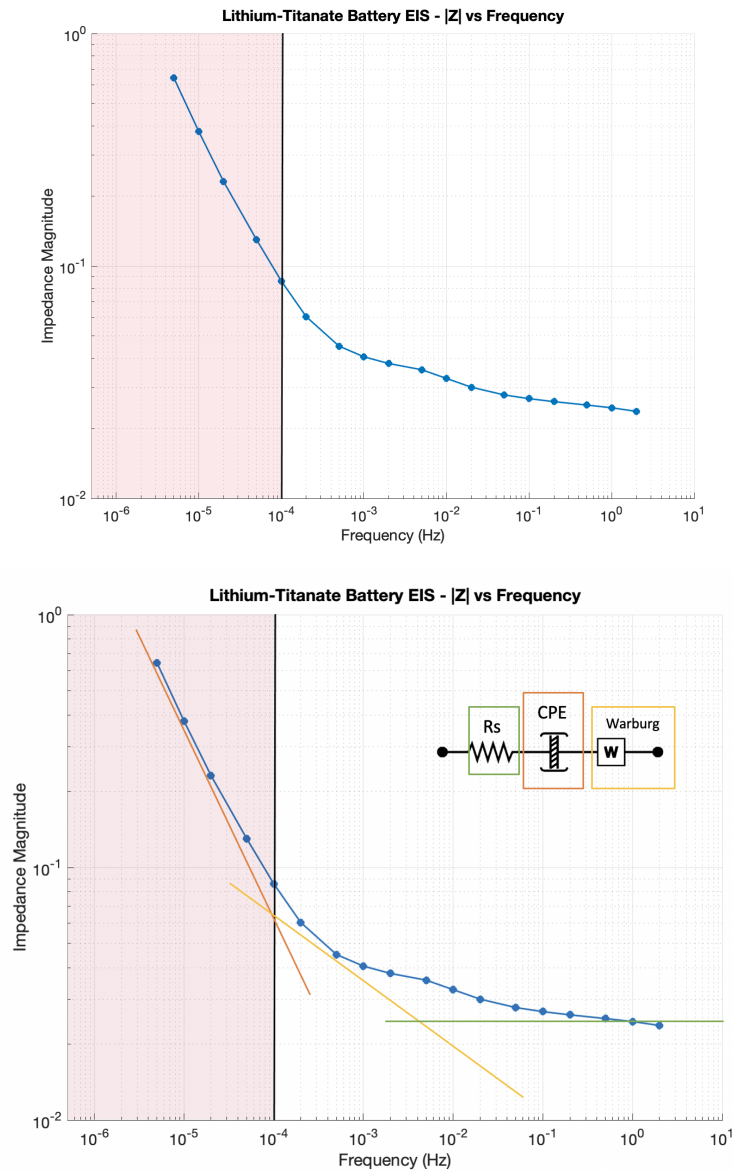 Lithium-Titanate Battery EIS - |Z| vs Frequency
10^0
10^-1
10^-2
Impedance Magnitude
10^-6 10^-5 10^-4 10^-3 10^-2 10^-1 10^0 10^1
Frequency (Hz)
Lithium-Titanate Battery EIS - |Z| vs Frequency
10^0
Rs CPE Warburg
W
10^-1
10^-2
Impedance Magnitude
10^-6 10^-5 10^-4 10^-3 10^-2 10^-1 10^0 10^1
Frequency (Hz)